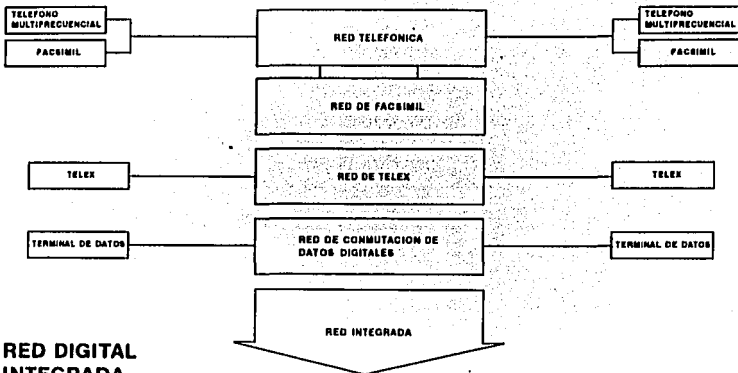 TELEFONO
MULTIFRECUENCIAL
FACSIMIL
RED TELEFONICA
TELEFONO
MULTIFRECUENCIAL
FACSIMIL
RED DE FACSIMIL
TELEX
RED DE TELEX
TELEX
TERMINAL DE DATOS
RED DE CONMUTACION DE
DATOS DIGITALES
TERMINAL DE DATOS
RED INTEGRADA
RED DIGITAL
INTEGRADA